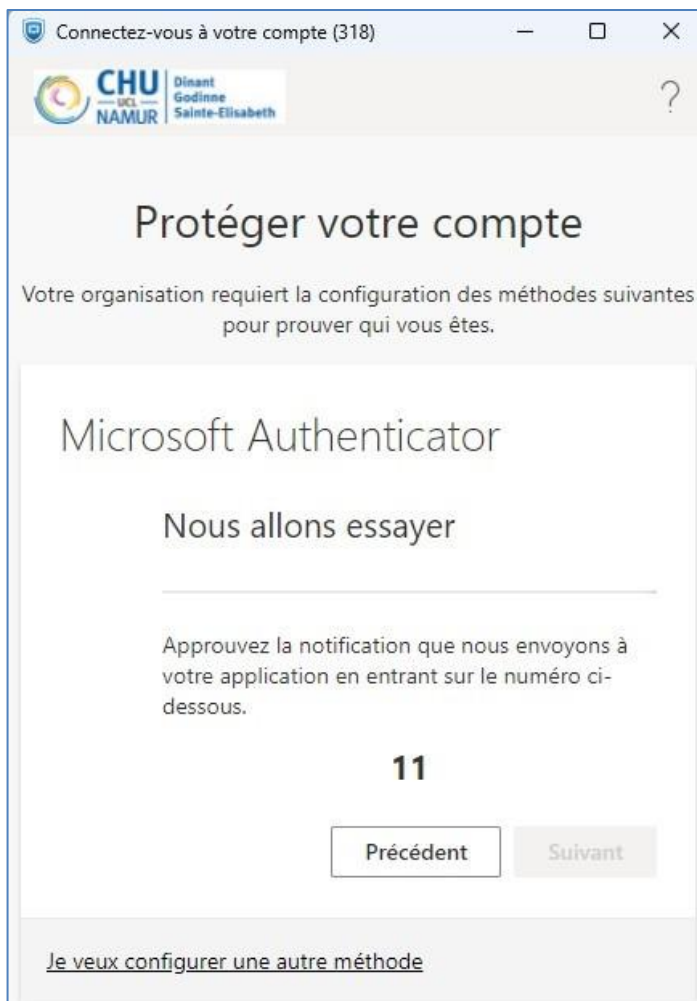 Connectez-vous à votre compte (318)
CHU
UCL
NAMUR
Dinant
Godinne
Sainte-Elisabeth
?
Protéger votre compte
Votre organisation requiert la configuration des méthodes suivantes
pour prouver qui vous êtes.
Microsoft Authenticator
Nous allons essayer
Approuvez la notification que nous envoyons à
votre application en entrant sur le numéro ci-
dessous.
11
Précédent
Suivant
Je veux configurer une autre méthode